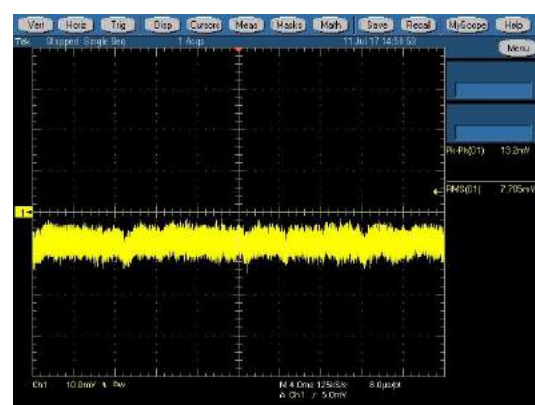 Vert Horiz Trig Disp Cursors Meas Masks Math Save Recall MyScope Help
Tek Stopped Single Seq 1 Acqs 11 Jul 17 14:
Menu
Pk-Pk(C1) 13.2mV
RMS(C1) 7.705mV
1
Ch1 10.0mV Bw M 4.0ms 125kS/s 8.0µs/pt
A Ch1 5.0mV